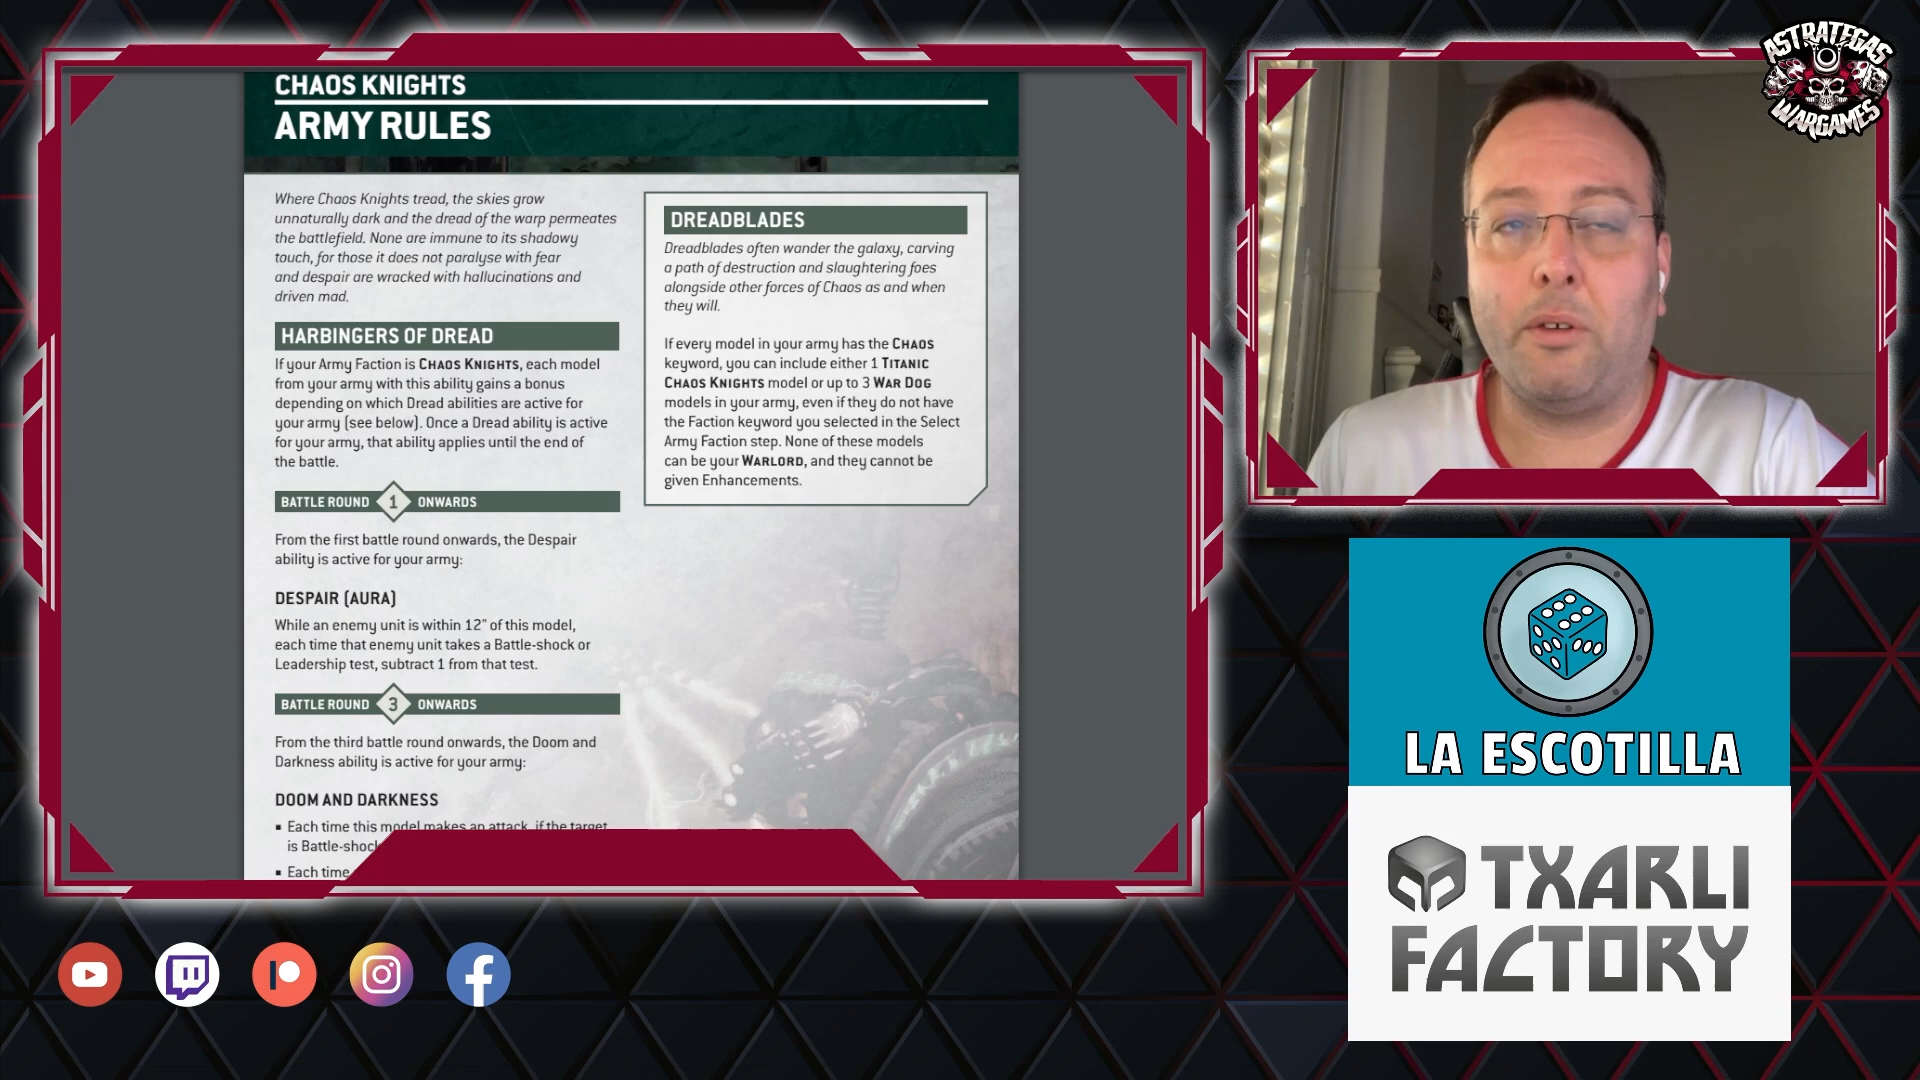 CHAOS KNIGHTS
ARMY RULES
Where Chaos Knights tread, the skies grow
unnaturally dark and the dread of the warp permeates
the battlefield. None are immune to its shadowy
touch, for those it does not paralyse with fear
and despair are wracked with hallucinations and
driven mad.
HARBINGERS OF DREAD
If your Army Faction is CHAOS KNIGHTS, each model
from your army with this ability gains a bonus
depending on which Dread abilities are active for
your army (see below). Once a Dread ability is active
for your army, that ability applies until the end of
the battle.
BATTLE ROUND 1 ONWARDS
From the first battle round onwards, the Despair
ability is active for your army:
DESPAIR (AURA)
While an enemy unit is within 12" of this model,
each time that enemy unit takes a Battle-shock or
Leadership test, subtract 1 from that test.
BATTLE ROUND 3 ONWARDS
From the third battle round onwards, the Doom and
Darkness ability is active for your army:
DOOM AND DARKNESS
▪ Each time this model makes an attack, if the target
is Battle-shock
▪ Each time
DREADBLADES
Dreadblades often wander the galaxy, carving
a path of destruction and slaughtering foes
alongside other forces of Chaos as and when
they will.
If every model in your army has the CHAOS
keyword, you can include either 1 TITANIC
CHAOS KNIGHTS model or up to 3 WAR DOG
models in your army, even if they do not have
the Faction keyword you selected in the Select
Army Faction step. None of these models
can be your WARLORD, and they cannot be
given Enhancements.
ASTRATEGAS
WARGAMES
LA ESCOTILLA
TXARLI
FACTORY